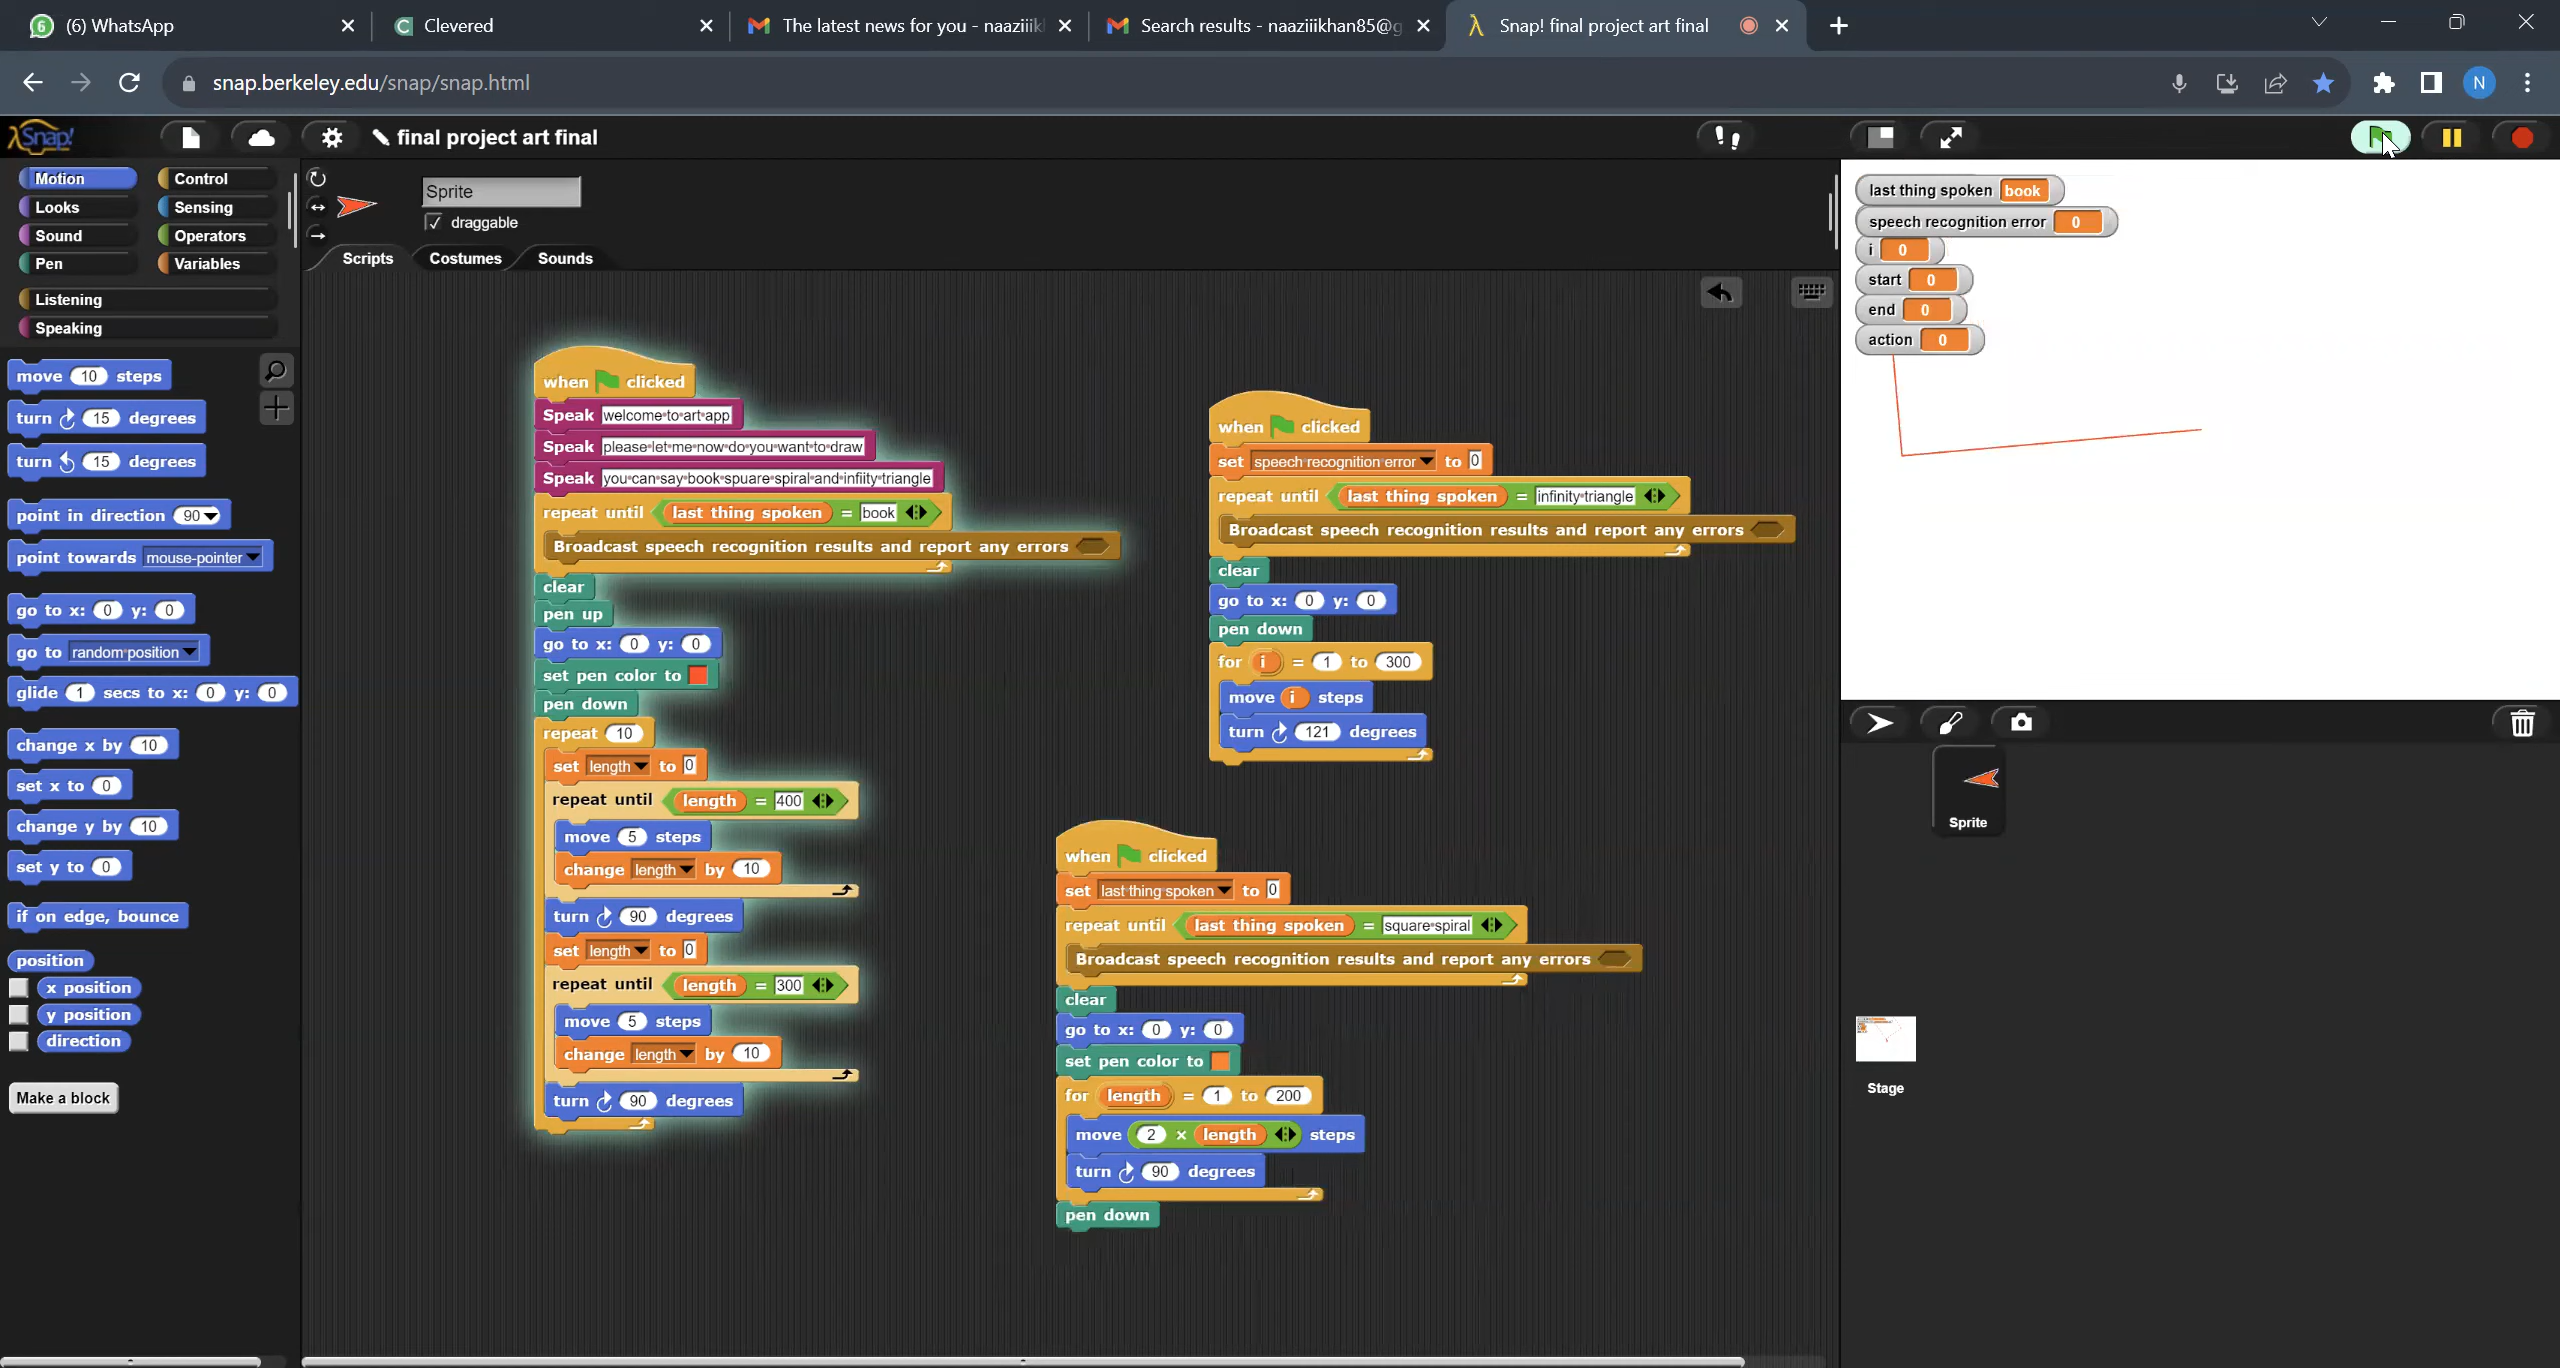 (6) WhatsApp
Clevered
The latest news for you - naaziiik
Search results - naaziiikhan85@g
Snap! final project art final
snap.berkeley.edu/snap/snap.html
N
Snap!
final project art final
Motion
Control
Looks
Sensing
Sound
Operators
Pen
Variables
Listening
Speaking
Sprite
draggable
Scripts
Costumes
Sounds
move 10 steps
turn 15 degrees
turn 15 degrees
point in direction 90
point towards mouse-pointer
go to x: 0 y: 0
go to random position
glide 1 secs to x: 0 y: 0
change x by 10
set x to 0
change y by 10
set y to 0
if on edge, bounce
position
x position
y position
direction
Make a block
when clicked
Speak welcome to art app
Speak please let me now do you want to draw
Speak you can say book spuare spiral and infiity triangle
repeat until last thing spoken = book
Broadcast speech recognition results and report any errors
clear
pen up
go to x: 0 y: 0
set pen color to
pen down
repeat 10
set length to 0
repeat until length = 400
move 5 steps
change length by 10
turn 90 degrees
set length to 0
repeat until length = 300
move 5 steps
change length by 10
turn 90 degrees
when clicked
set speech recognition error to 0
repeat until last thing spoken = infinity triangle
Broadcast speech recognition results and report any errors
clear
go to x: 0 y: 0
pen down
for i = 1 to 300
move i steps
turn 121 degrees
when clicked
set last thing spoken to 0
repeat until last thing spoken = square spiral
Broadcast speech recognition results and report any errors
clear
go to x: 0 y: 0
set pen color to
for length = 1 to 200
move 2 × length steps
turn 90 degrees
pen down
last thing spoken book
speech recognition error 0
i 0
start 0
end 0
action 0
Sprite
Stage